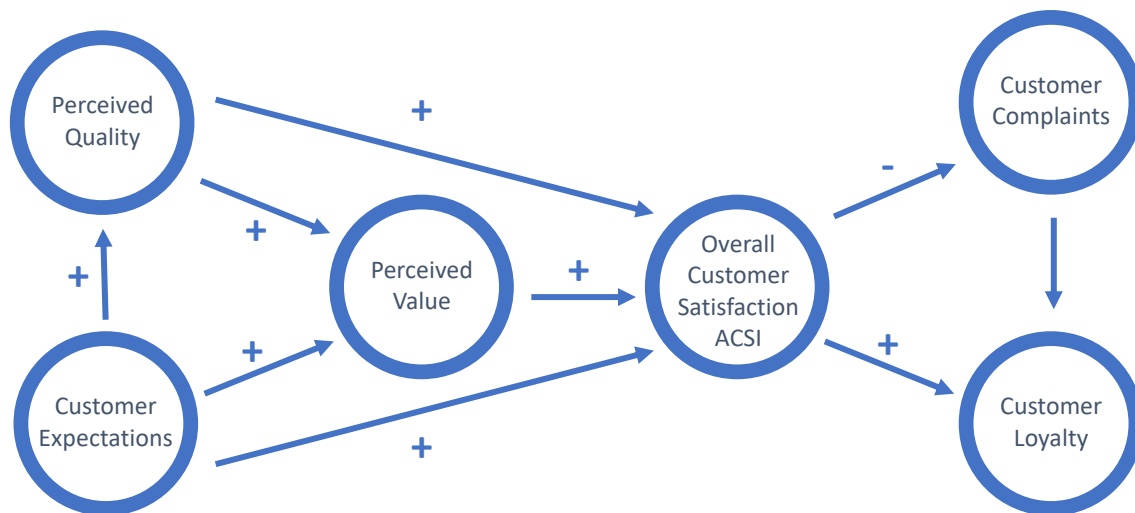 Perceived
Quality
+
+
+
Customer
Expectations
+
+
Perceived
Value
+
Overall
Customer
Satisfaction
ACSI
-
+
Customer
Complaints
Customer
Loyalty